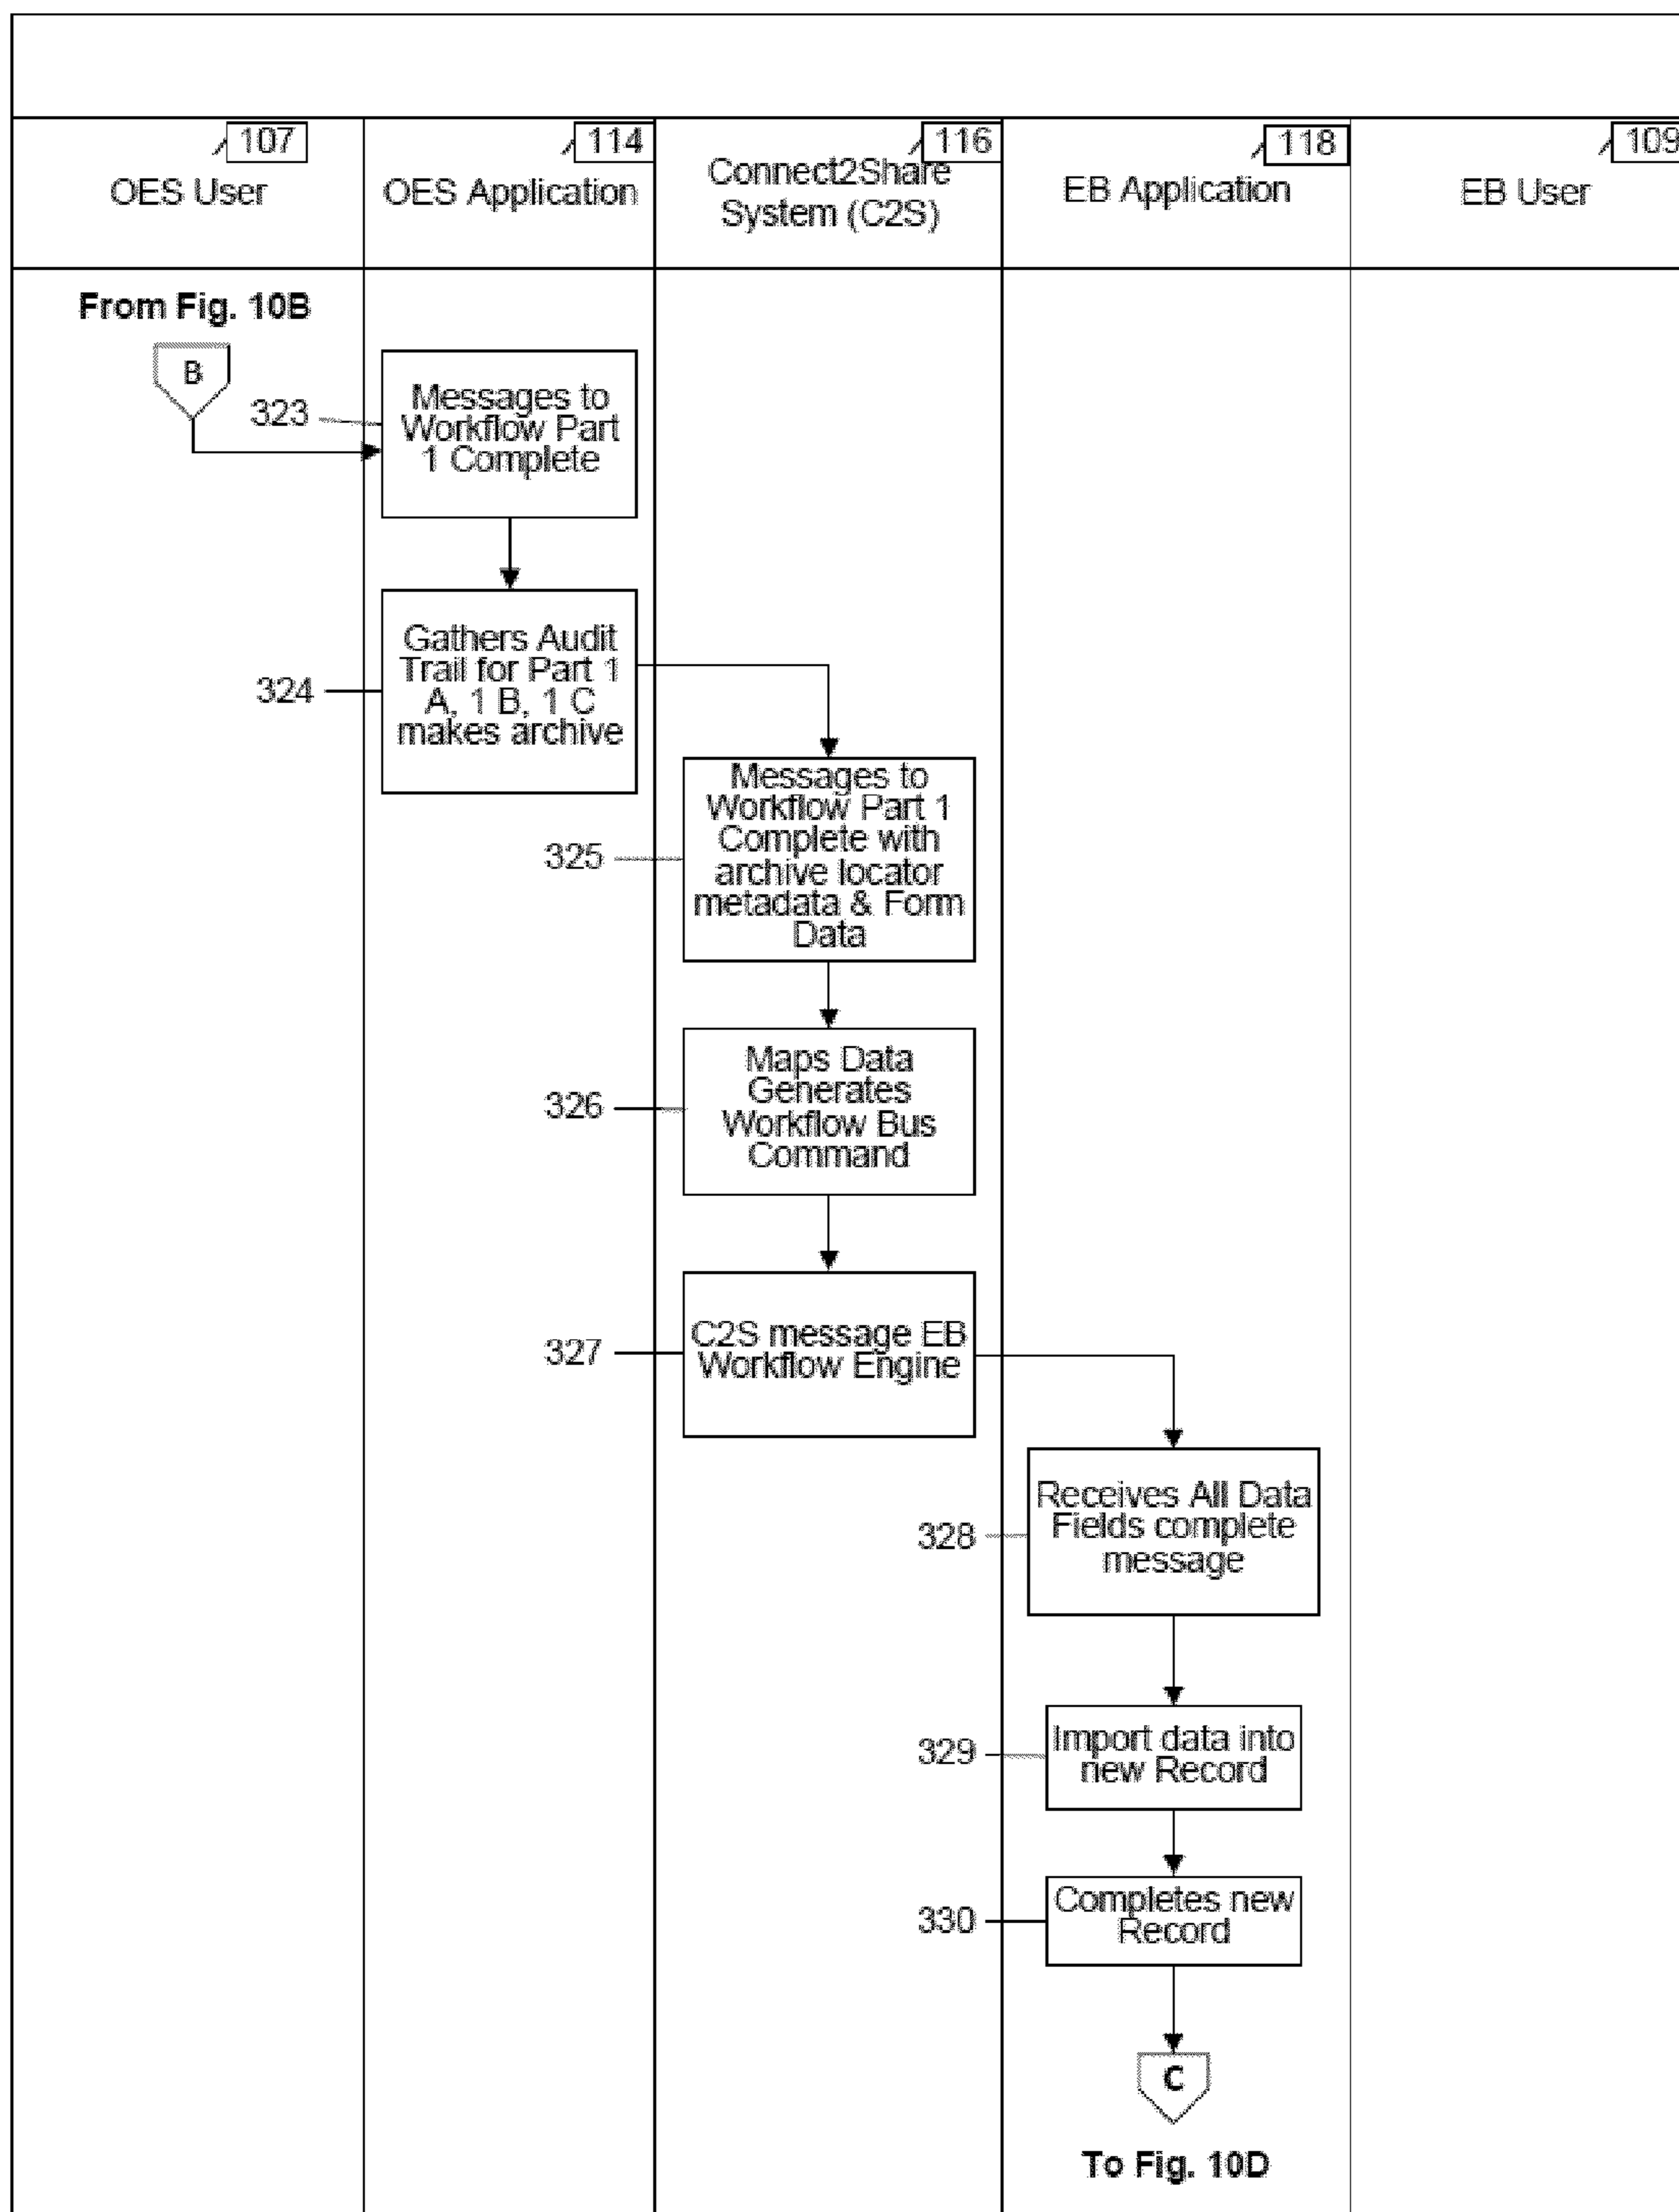 107
OES User
114
OES Application
116
Connect2Share
System (C2S)
118
EB Application
109
EB User
From Fig. 10B
B
323
Messages to
Workflow Part
1 Complete
324
Gathers Audit
Trail for Part 1
A, 1 B, 1 C
makes archive
325
Messages to
Workflow Part 1
Complete with
archive locator
metadata & Form
Data
326
Maps Data
Generates
Workflow Bus
Command
327
C2S message EB
Workflow Engine
328
Receives All Data
Fields complete
message
329
Import data into
new Record
330
Completes new
Record
C
To Fig. 10D